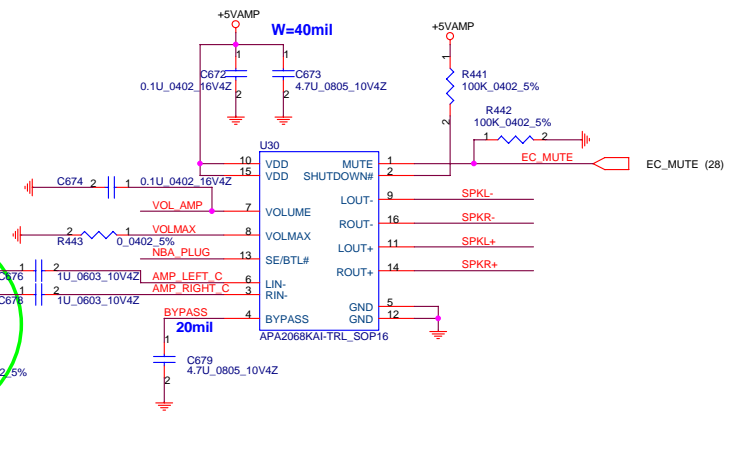 +5VAMP
W=40mil
+5VAMP
1
1
1
C672
0.1U_0402_16V4Z
2
C673
4.7U_0805_10V4Z
2
R441
100K_0402_5%
2
R442
100K_0402_5%
1
2
U30
EC_MUTE
EC_MUTE (28)
10 VDD
15 VDD
MUTE 1
SHUTDOWN# 2
C674 2 1 0.1U_0402_16V4Z
VOL_AMP 7 VOLUME
LOUT- 9 SPKL-
ROUT- 16 SPKR-
R443 2 1 0_0402_5%
VOLMAX 8 VOLMAX
LOUT+ 11 SPKL+
NBA_PLUG 13 SE/BTL#
ROUT+ 14 SPKR+
C676 1 2 1U_0603_10V4Z
AMP_LEFT_C 6 LIN-
C678 1 2 1U_0603_10V4Z
AMP_RIGHT_C 3 RIN-
GND 5
GND 12
BYPASS 4 BYPASS
20mil
APA2068KAI-TRL_SOP16
1
C679
4.7U_0805_10V4Z
2
2_5%